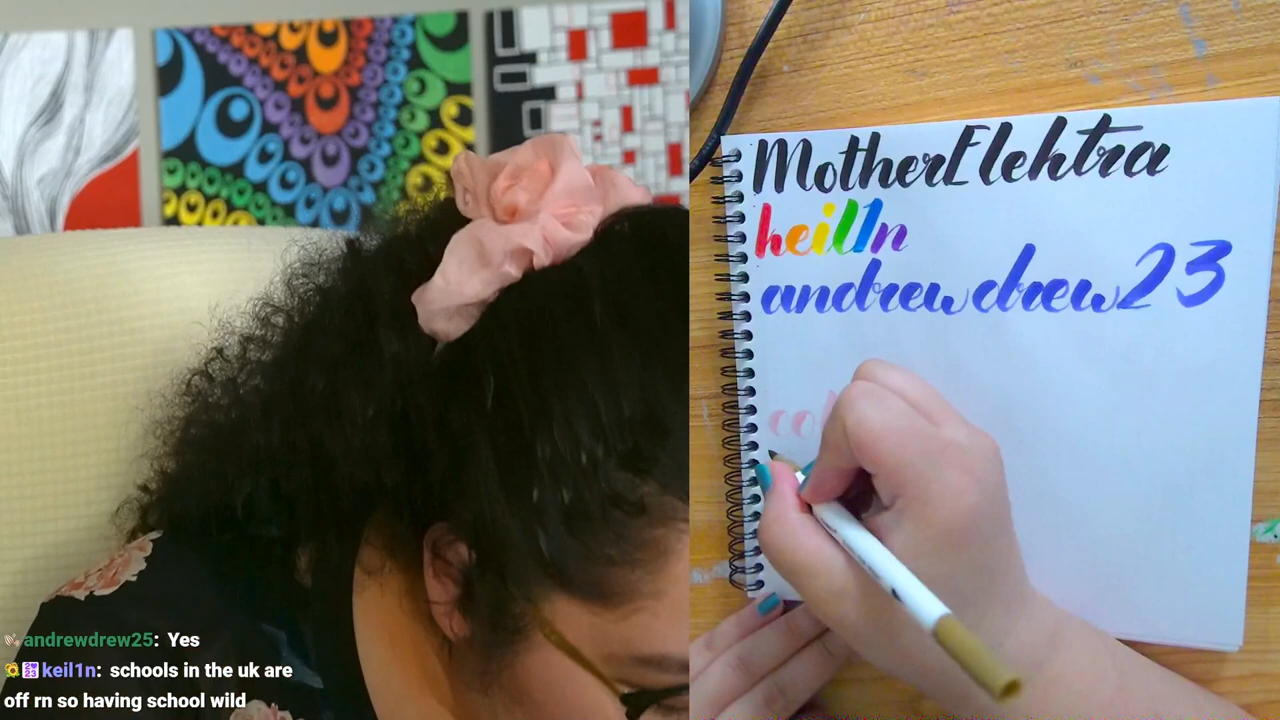 MotherElektra
keil1n
andrewdrew23
andrewdrew25: Yes
keil1n: schools in the uk are
off rn so having school wild